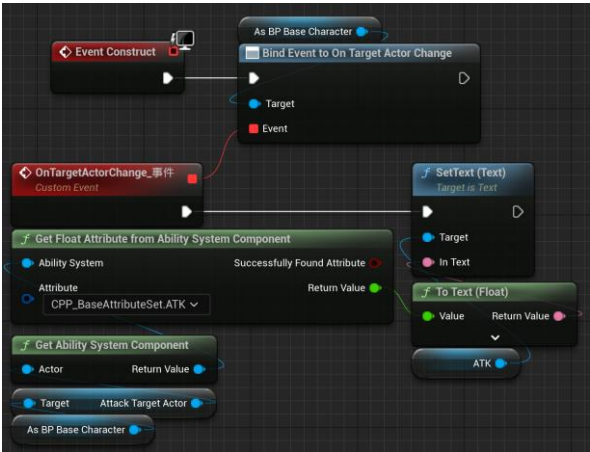 As BP Base Character
Event Construct
Bind Event to On Target Actor Change
Target
Event
OnTargetActorChange_事件
Custom Event
SetText (Text)
Target is Text
Target
In Text
Get Float Attribute from Ability System Component
Ability System
Successfully Found Attribute
Attribute
Return Value
CPP_BaseAttributeSet.ATK
To Text (Float)
Value
Return Value
ATK
Get Ability System Component
Actor
Return Value
Target
Attack Target Actor
As BP Base Character